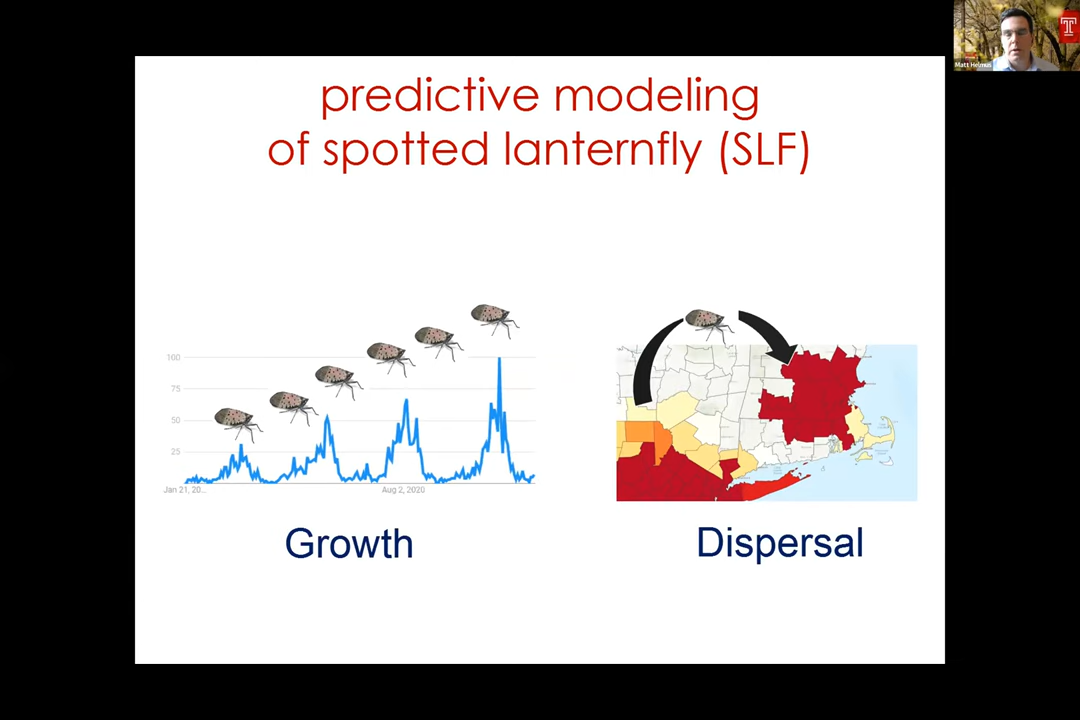 predictive modeling
of spotted lanternfly (SLF)
Matt Helmus
100
75
50
25
Jan 21, 20...
Aug 2, 2020
Growth
Dispersal